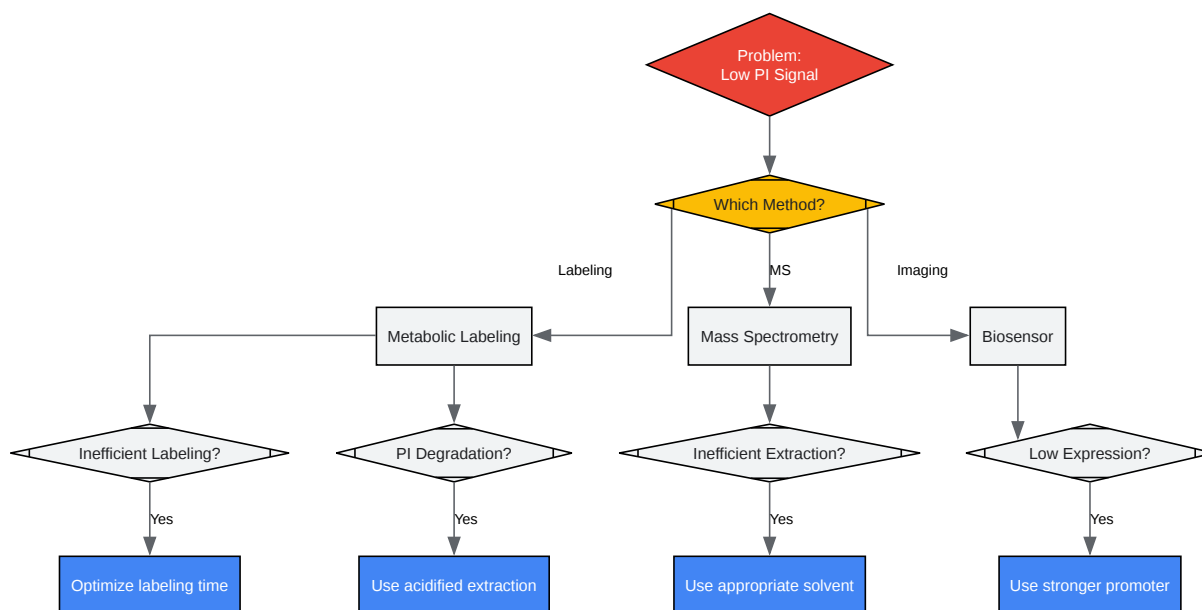 Problem:
Low PI Signal
Which Method?
Labeling
MS
Imaging
Metabolic Labeling
Mass Spectrometry
Biosensor
Inefficient Labeling?
PI Degradation?
Inefficient Extraction?
Low Expression?
Yes
Yes
Yes
Yes
Optimize labeling time
Use acidified extraction
Use appropriate solvent
Use stronger promoter